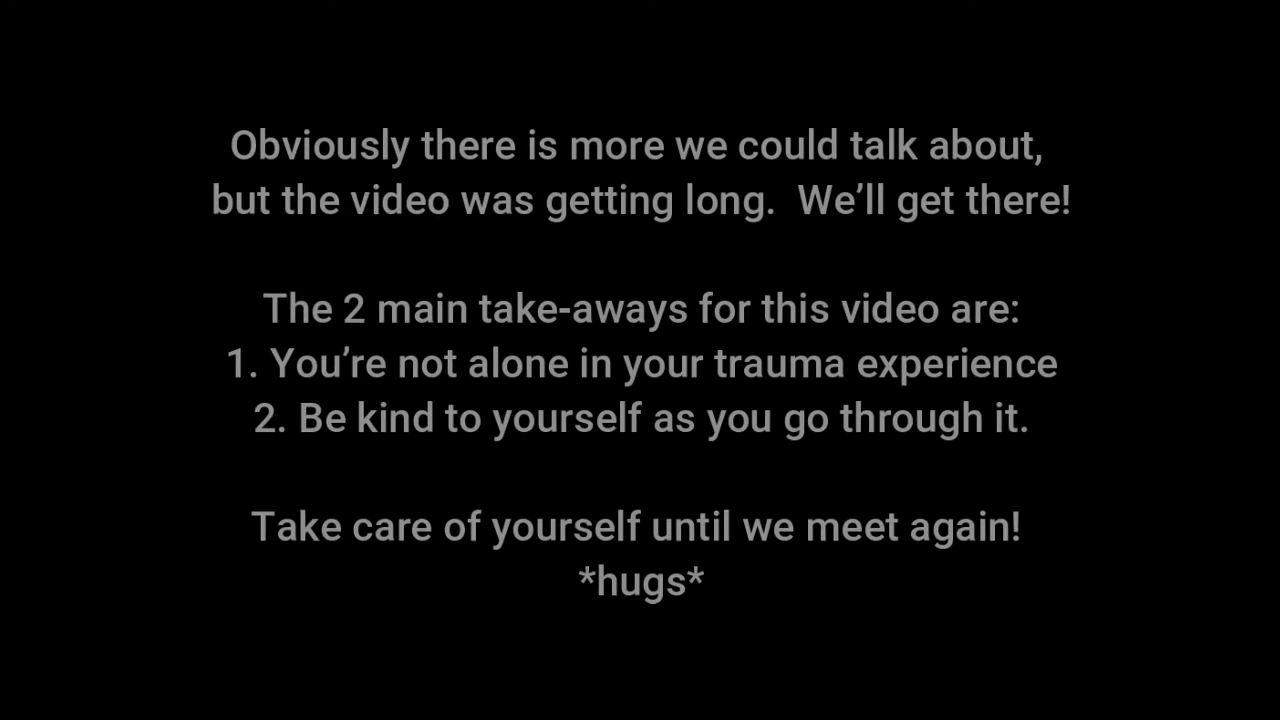 Obviously there is more we could talk about,
but the video was getting long.  We’ll get there!
The 2 main take-aways for this video are:
1. You’re not alone in your trauma experience
2. Be kind to yourself as you go through it.
Take care of yourself until we meet again!
*hugs*